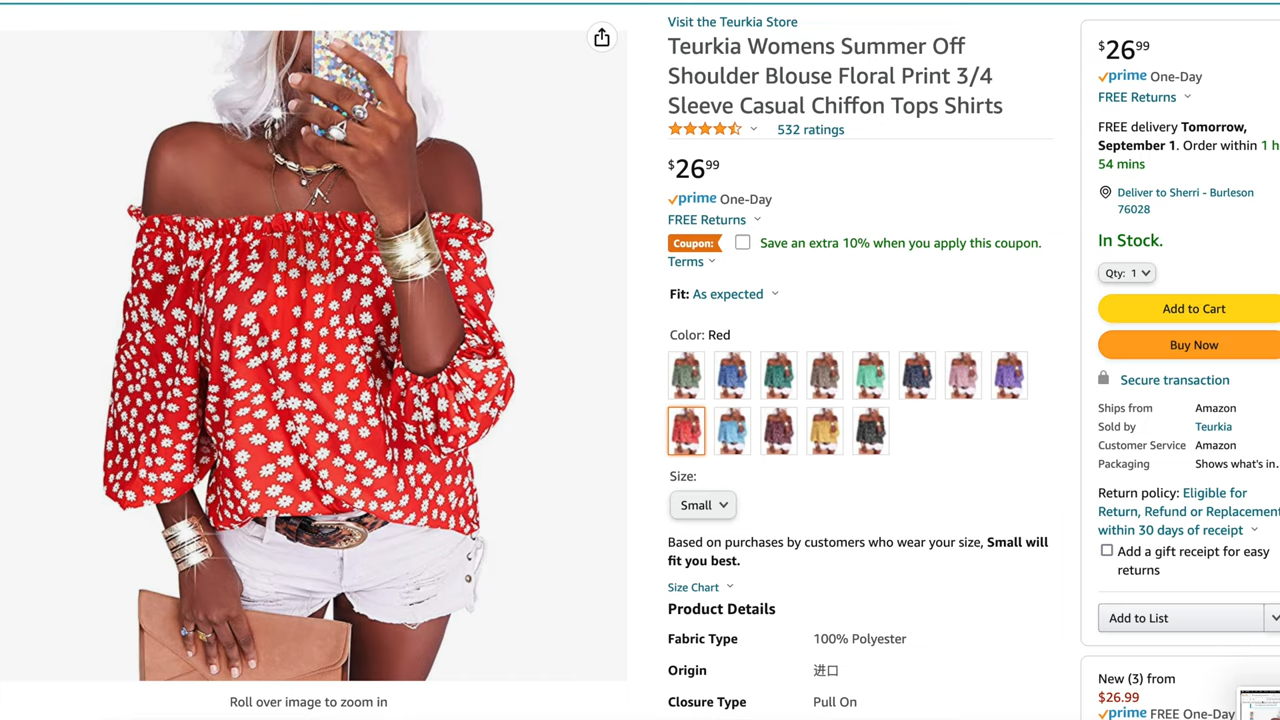 Visit the Teurkia Store
Teurkia Womens Summer Off
Shoulder Blouse Floral Print 3/4
Sleeve Casual Chiffon Tops Shirts
532 ratings
$26 99
prime One-Day
FREE Returns
Coupon: Save an extra 10% when you apply this coupon.
Terms
Fit: As expected
Color: Red
Size:
Small
Based on purchases by customers who wear your size, Small will
fit you best.
Size Chart
Product Details
Fabric Type 100% Polyester
Origin 进口
Closure Type Pull On
Roll over image to zoom in
$26 99
prime One-Day
FREE Returns
FREE delivery Tomorrow,
September 1. Order within 1 h
54 mins
Deliver to Sherri - Burleson
76028
In Stock.
Qty: 1
Add to Cart
Buy Now
Secure transaction
Ships from Amazon
Sold by Teurkia
Customer Service Amazon
Packaging Shows what's in...
Return policy: Eligible for
Return, Refund or Replacement
within 30 days of receipt
Add a gift receipt for easy
returns
Add to List
New (3) from
$26.99
prime FREE One-Day